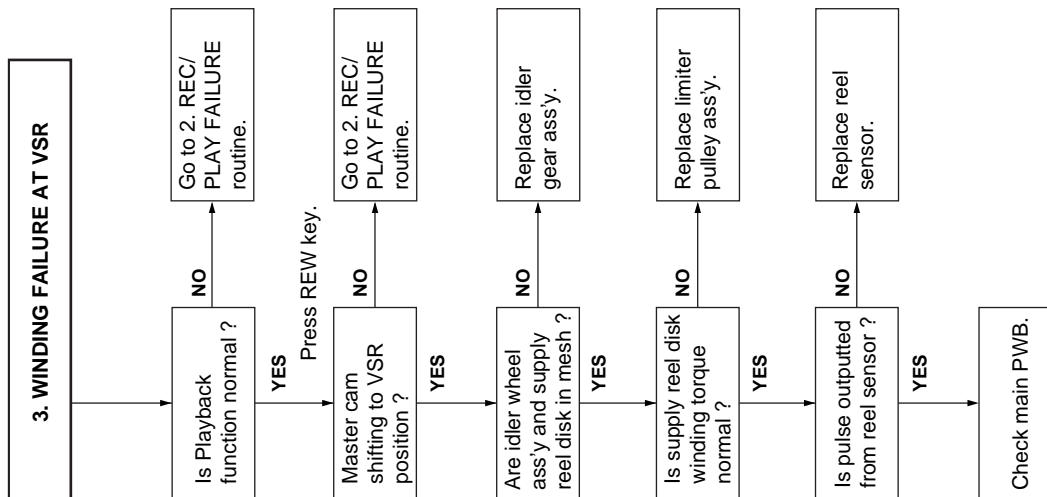 3. WINDING FAILURE AT VSR
Is Playback
function normal ?
NO
Go to 2. REC/
PLAY FAILURE
routine.
YES
Press REW key.
Master cam
shifting to VSR
position ?
NO
Go to 2. REC/
PLAY FAILURE
routine.
YES
Are idler wheel
ass'y and supply
reel disk in mesh ?
NO
Replace idler
gear ass'y.
YES
Is supply reel disk
winding torque
normal ?
NO
Replace limiter
pulley ass'y.
YES
Is pulse outputted
from reel sensor ?
NO
Replace reel
sensor.
YES
Check main PWB.